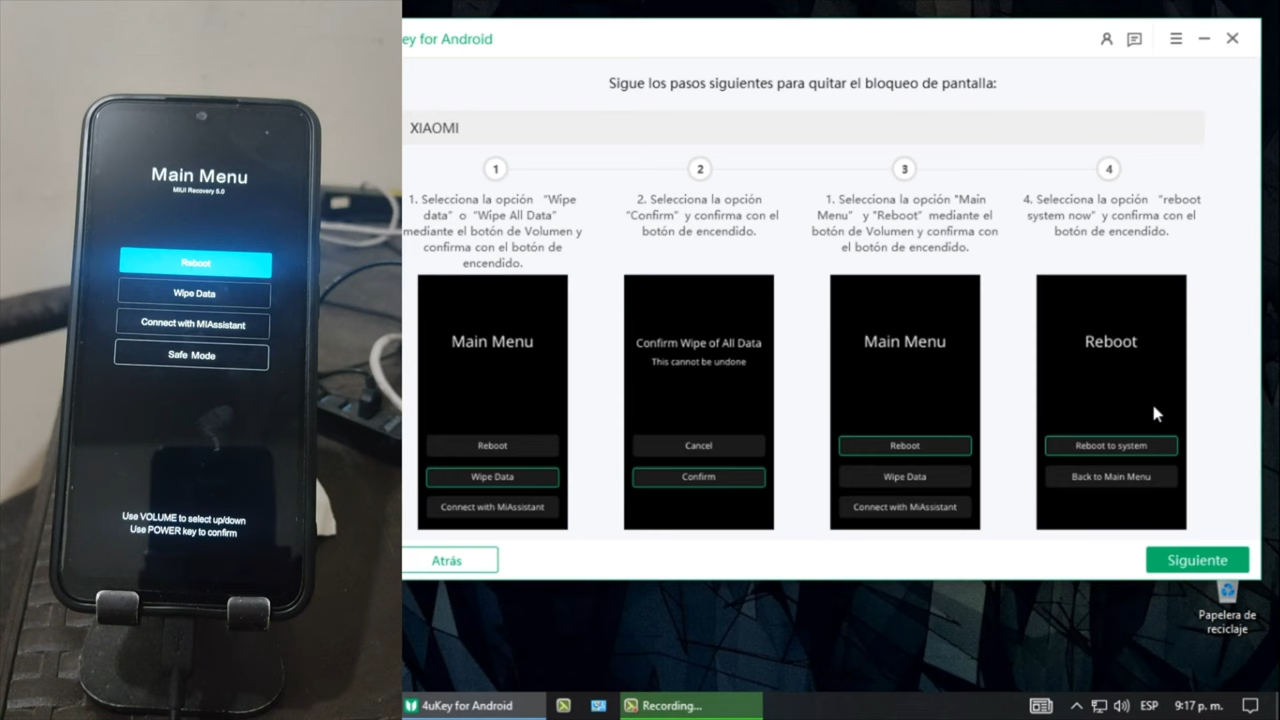 Main Menu
MIUI Recovery 5.0
Reboot
Wipe Data
Connect with MIAssistant
Safe Mode
Use VOLUME to select up/down
Use POWER key to confirm
ey for Android
Sigue los pasos siguientes para quitar el bloqueo de pantalla:
XIAOMI
1
1. Selecciona la opción “Wipe
data” o “Wipe All Data”
mediante el botón de Volumen y
confirma con el botón de
encendido.
Main Menu
Reboot
Wipe Data
Connect with MiAssistant
2
2. Selecciona la opción
“Confirm” y confirma con el
botón de encendido.
Confirm Wipe of All Data
This cannot be undone
Cancel
Confirm
3
1. Selecciona la opción "Main
Menu” y "Reboot” mediante el
botón de Volumen y confirma con
el botón de encendido.
Main Menu
Reboot
Wipe Data
Connect with MiAssistant
4
4. Selecciona la opción “reboot
system now” y confirma con el
botón de encendido.
Reboot
Reboot to system
Back to Main Menu
Atrás
Siguiente
Papelera de
reciclaje
4uKey for Android
Recording...
ESP
9:17 p. m.